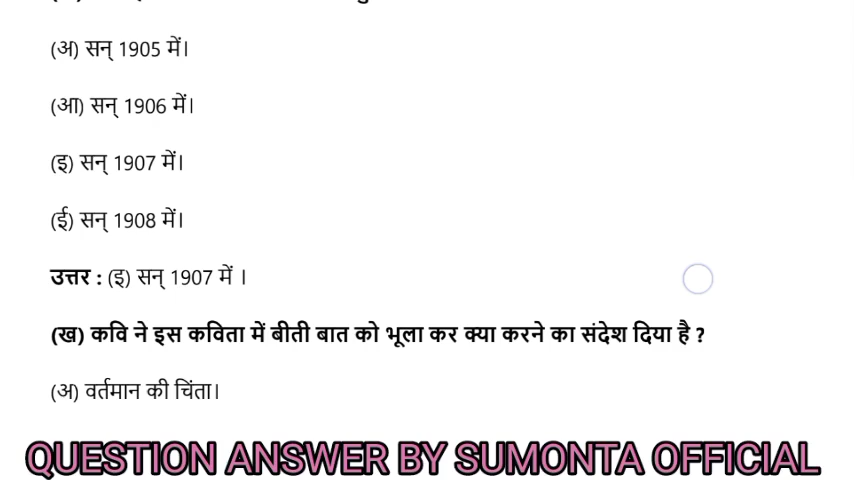 (अ) सन् 1905 में।
(आ) सन् 1906 में।
(इ) सन् 1907 में।
(ई) सन् 1908 में।
उत्तर : (इ) सन् 1907 में ।
(ख) कवि ने इस कविता में बीती बात को भूला कर क्या करने का संदेश दिया है ?
(अ) वर्तमान की चिंता।
QUESTION ANSWER BY SUMONTA OFFICIAL